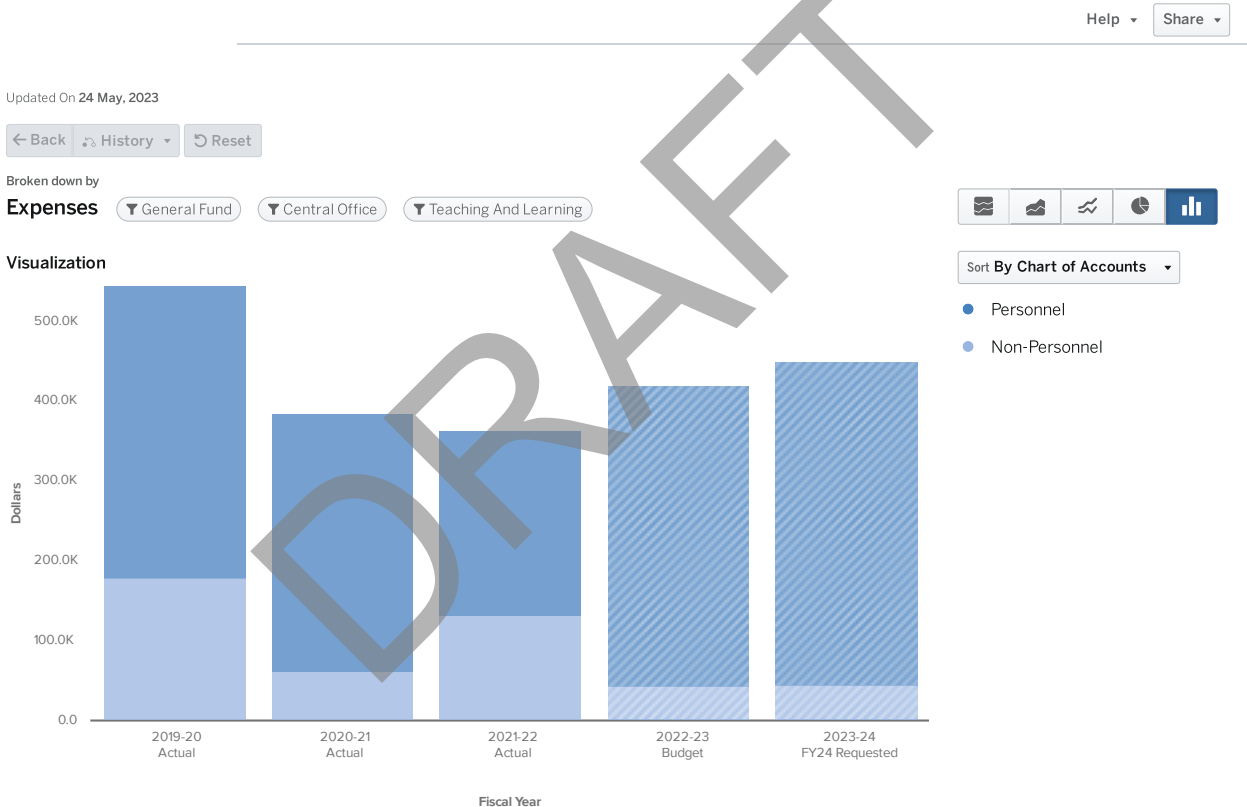 Help
Share
Updated On 24 May, 2023
Back
History
Reset
Broken down by
Expenses
General Fund
Central Office
Teaching And Learning
Visualization
Sort By Chart of Accounts
Personnel
Non-Personnel
500.0K
400.0K
300.0K
200.0K
100.0K
0.0
Dollars
2019-20
Actual
2020-21
Actual
2021-22
Actual
2022-23
Budget
2023-24
FY24 Requested
Fiscal Year
DRAFT